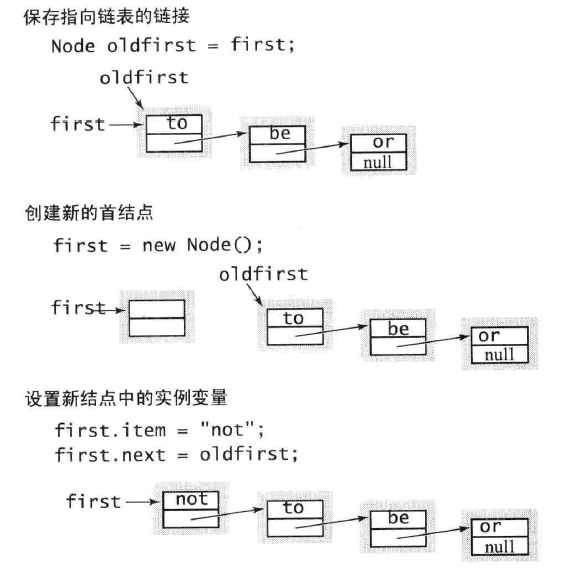 保存指向链表的链接
Node oldfirst = first;
oldfirst
first
to
be
or
null
创建新的首结点
first = new Node();
oldfirst
first
to
be
or
null
设置新结点中的实例变量
first.item = "not";
first.next = oldfirst;
first
not
to
be
or
null